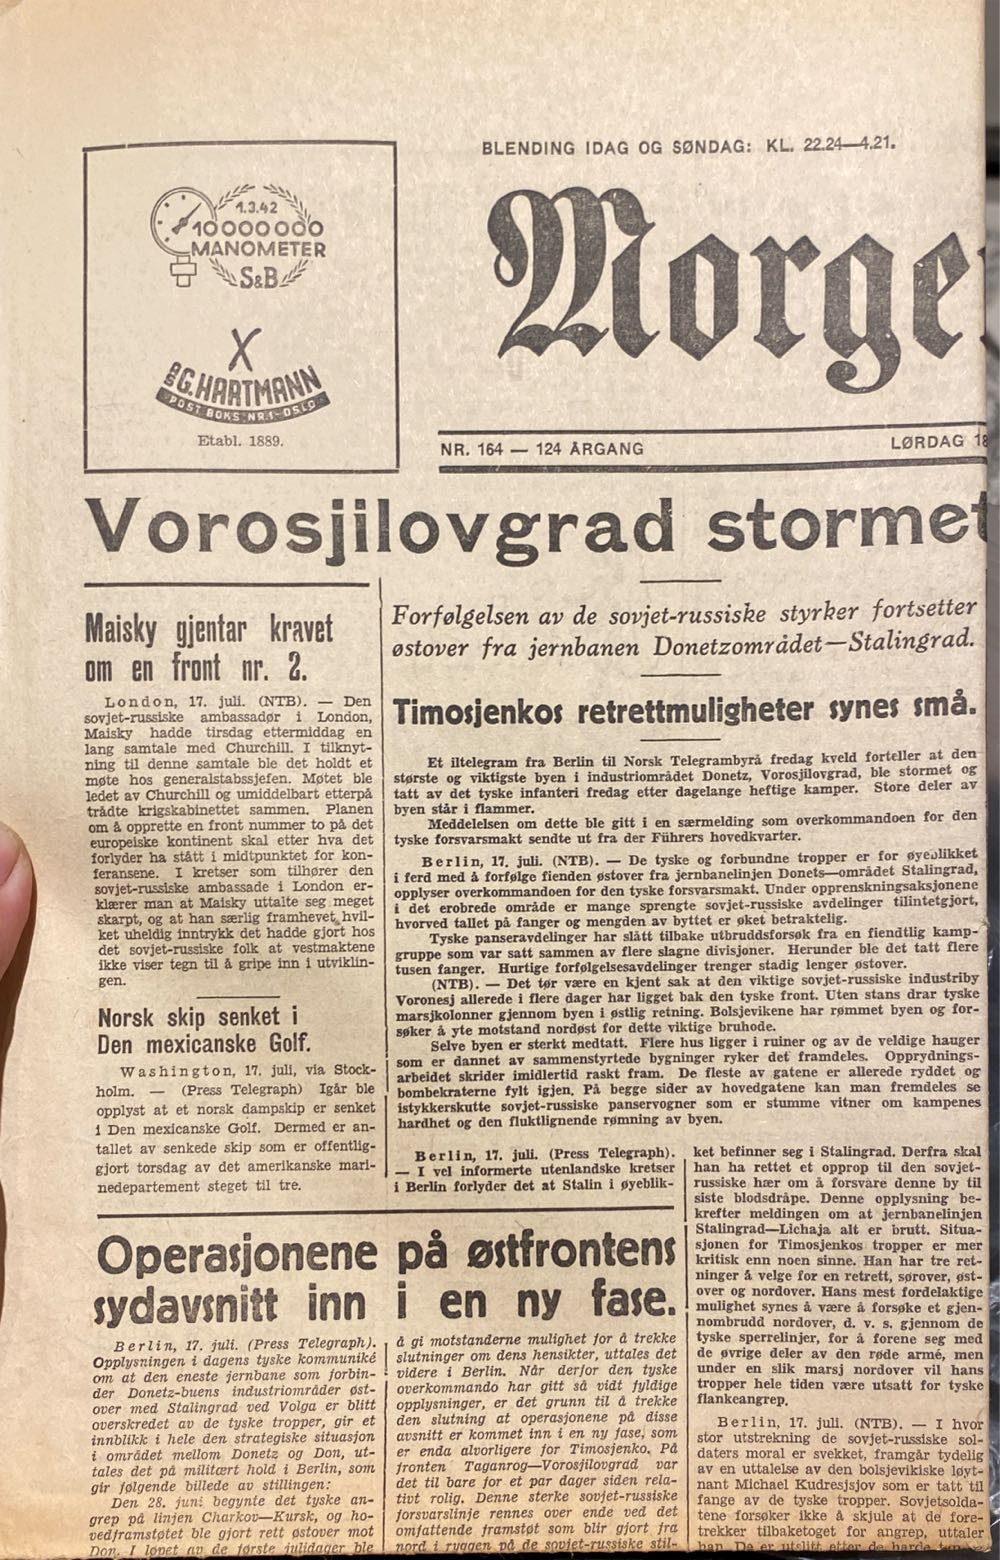 BLENDING IDAG OG SØNDAG: KL. 22.24—4.21.
1.3.42
10000000
MANOMETER
S&B
X
A/S G. HARTMANN
POST BOKS NR. 1 - OSLO
Etabl. 1889.
Morge
NR. 164 — 124 ÅRGANG
LØRDAG 18
Vorosjilovgrad stormet
Maisky gjentar kravet
om en front nr. 2.
London, 17. juli. (NTB). — Den
sovjet-russiske ambassadør i London,
Maisky hadde tirsdag ettermiddag en
lang samtale med Churchill. I tilknyt-
ning til denne samtale ble det holdt et
møte hos generalstabssjefen. Møtet ble
ledet av Churchill og umiddelbart etterpå
trådte krigskabinettet sammen. Planen
om å opprette en front nummer to på det
europeiske kontinent skal etter hva det
forlyder ha stått i midtpunktet for kon-
feransene. I kretser som tilhører den
sovjet-russiske ambassade i London er-
klærer man at Maisky uttalte seg meget
skarpt, og at han særlig framhevet hvil-
ket uheldig inntrykk det hadde gjort hos
det sovjet-russiske folk at vestmaktene
ikke viser tegn til å gripe inn i utviklin-
gen.
Norsk skip senket i
Den mexicanske Golf.
Washington, 17. juli, via Stock-
holm. — (Press Telegraph) Igår ble
opplyst at et norsk dampskip er senket
i Den mexicanske Golf. Dermed er an-
tallet av senkede skip som er offentlig-
gjort torsdag av det amerikanske mari-
nedepartement steget til tre.
Forfølgelsen av de sovjet-russiske styrker fortsetter
østover fra jernbanen Donetzområdet—Stalingrad.
Timosjenkos retrettmuligheter synes små.
Et iltelegram fra Berlin til Norsk Telegrambyrå fredag kveld forteller at den
største og viktigste byen i industriområdet Donetz, Vorosjilovgrad, ble stormet og
tatt av det tyske infanteri fredag etter dagelange heftige kamper. Store deler av
byen står i flammer.
Meddelelsen om dette ble gitt i en særmelding som overkommandoen for den
tyske forsvarsmakt sendte ut fra der Führers hovedkvarter.
Berlin, 17. juli. (NTB). — De tyske og forbundne tropper er for øyeblikket
i ferd med å forfølge fienden østover fra jernbanelinjen Donets—området Stalingrad,
opplyser overkommandoen for den tyske forsvarsmakt. Under opprenskningsaksjonene
i det erobrede område er mange sprengte sovjet-russiske avdelinger tilintetgjort,
hvorved tallet på fanger og mengden av byttet er øket betraktelig.
Tyske panseravdelinger har slått tilbake utbruddsforsøk fra en fiendtlig kamp-
gruppe som var satt sammen av flere slagne divisjoner. Herunder ble det tatt flere
tusen fanger. Hurtige forfølgelsesavdelinger trenger stadig lenger østover.
(NTB). — Det tør være en kjent sak at den viktige sovjet-russiske industriby
Voronesj allerede i flere dager har ligget bak den tyske front. Uten stans drar tyske
marsjkolonner gjennom byen i østlig retning. Bolsjevikene har rømmet byen og for-
søker å yte motstand nordøst for dette viktige bruhode.
Selve byen er sterkt medtatt. Flere hus ligger i ruiner og av de veldige hauger
som er dannet av sammenstyrtede bygninger ryker det framdeles. Opprydnings-
arbeidet skrider imidlertid raskt fram. De fleste av gatene er allerede ryddet og
bombekraterne fylt igjen. På begge sider av hovedgatene kan man fremdeles se
istykkerskutte sovjet-russiske panservogner som er stumme vitner om kampenes
hardhet og den fluktlignende rømning av byen.
Berlin, 17. juli. (Press Telegraph).
— I vel informerte utenlandske kretser
i Berlin forlyder det at Stalin i øyeblik-
ket befinner seg i Stalingrad. Derfra skal
han ha rettet et opprop til den sovjet-
russiske hær om å forsvare denne by til
siste blodsdråpe. Denne opplysning be-
krefter meldingen om at jernbanelinjen
Stalingrad—Lichaja alt er brutt. Situa-
sjonen for Timosjenkos tropper er mer
kritisk enn noen sinne. Han har tre ret-
ninger å velge for en retrett, sørover, øst-
over og nordover. Hans mest fordelaktige
mulighet synes å være å forsøke et gjen-
nombrudd nordover, d. v. s. gjennom de
tyske sperrelinjer, for å forene seg med
de øvrige deler av den røde armé, men
under en slik marsj nordover vil hans
tropper hele tiden være utsatt for tyske
flankeangrep.
Berlin, 17. juli. (NTB). — I hvor
stor utstrekning de sovjet-russiske sol-
daters moral er svekket, framgår tydelig
av en uttalelse av den bolsjevikiske løyt-
nant Michael Kudresjsjov som er tatt til
fange av de tyske tropper. Sovjetsolda-
tene forsøker ikke å skjule at de fore-
trekker tilbaketoget for angrep, uttaler
han. De er utslitt etter de harde
Operasjonene på østfrontens
sydavsnitt inn i en ny fase.
Berlin, 17. juli. (Press Telegraph).
Opplysningen i dagens tyske kommuniké
om at den eneste jernbane som forbin-
der Donetz-buens industriområder øst-
over med Stalingrad ved Volga er blitt
overskredet av de tyske tropper, gir et
innblikk i hele den strategiske situasjon
i området mellom Donetz og Don, ut-
tales det på militært hold i Berlin, som
gir følgende billede av stillingen:
Den 28. juni begynte det tyske an-
grep på linjen Charkov—Kursk, og ho-
vedframstøtet ble gjort rett østover mot
Don. I løpet av de første julidager ble
å gi motstanderne mulighet for å trekke
slutninger om dens hensikter, uttales det
videre i Berlin. Når derfor den tyske
overkommando har gitt så vidt fyldige
opplysninger, er det grunn til å trekke
den slutning at operasjonene på disse
avsnitt er kommet inn i en ny fase, som
er enda alvorligere for Timosjenko. På
fronten Taganrog—Vorosjilovgrad var
det til bare for et par dager siden rela-
tivt rolig. Denne sterke sovjet-russiske
forsvarslinje rennes over ende ved det
omfattende framstøt som blir gjort fra
nord i ryggen på de sovjet-russiske stil-